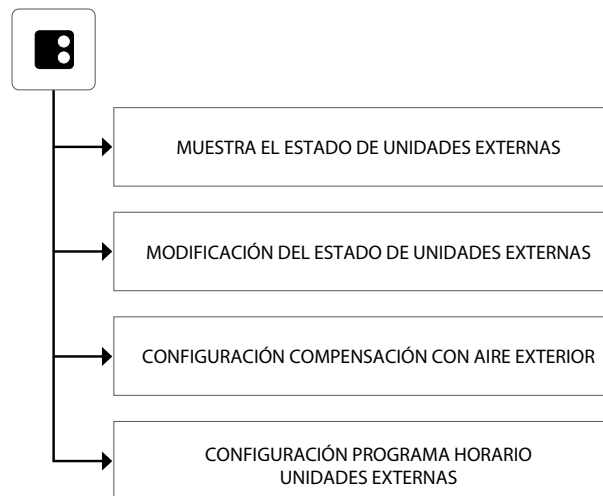 MUESTRA EL ESTADO DE UNIDADES EXTERNAS
MODIFICACIÓN DEL ESTADO DE UNIDADES EXTERNAS
CONFIGURACIÓN COMPENSACIÓN CON AIRE EXTERIOR
CONFIGURACIÓN PROGRAMA HORARIO
UNIDADES EXTERNAS